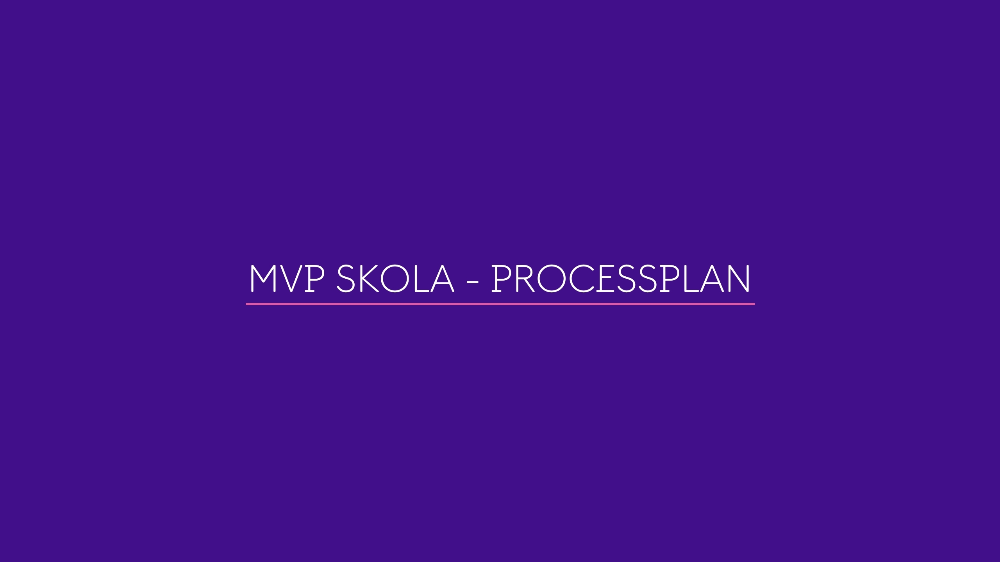 MVP SKOLA - PROCESSPLAN